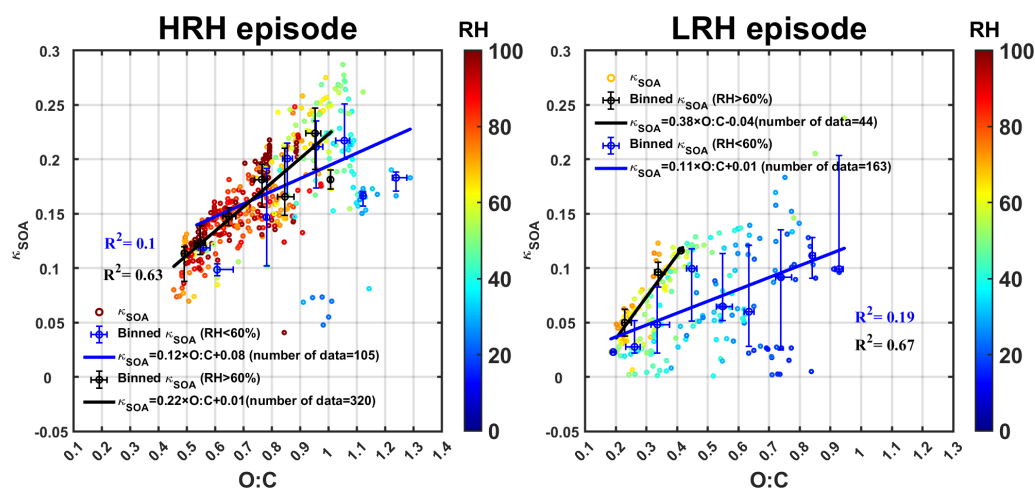 HRH episode
RH
0.3
0.25
0.2
0.15
0.1
0.05
0
-0.05
κSOA
R²= 0.1
R²= 0.63
κSOA
Binned κSOA (RH<60%)
κSOA=0.12×O:C+0.08 (number of data=105)
Binned κSOA (RH>60%)
κSOA=0.22×O:C+0.01(number of data=320)
0.1 0.2 0.3 0.4 0.5 0.6 0.7 0.8 0.9 1 1.1 1.2 1.3 1.4
O:C
100
80
60
40
20
0
LRH episode
RH
0.3
0.25
0.2
0.15
0.1
0.05
0
-0.05
κSOA
κSOA
Binned κSOA (RH>60%)
κSOA=0.38×O:C-0.04(number of data=44)
Binned κSOA (RH<60%)
κSOA=0.11×O:C+0.01 (number of data=163)
R²= 0.19
R²= 0.67
0.1 0.2 0.3 0.4 0.5 0.6 0.7 0.8 0.9 1 1.1 1.2 1.3
O:C
100
80
60
40
20
0